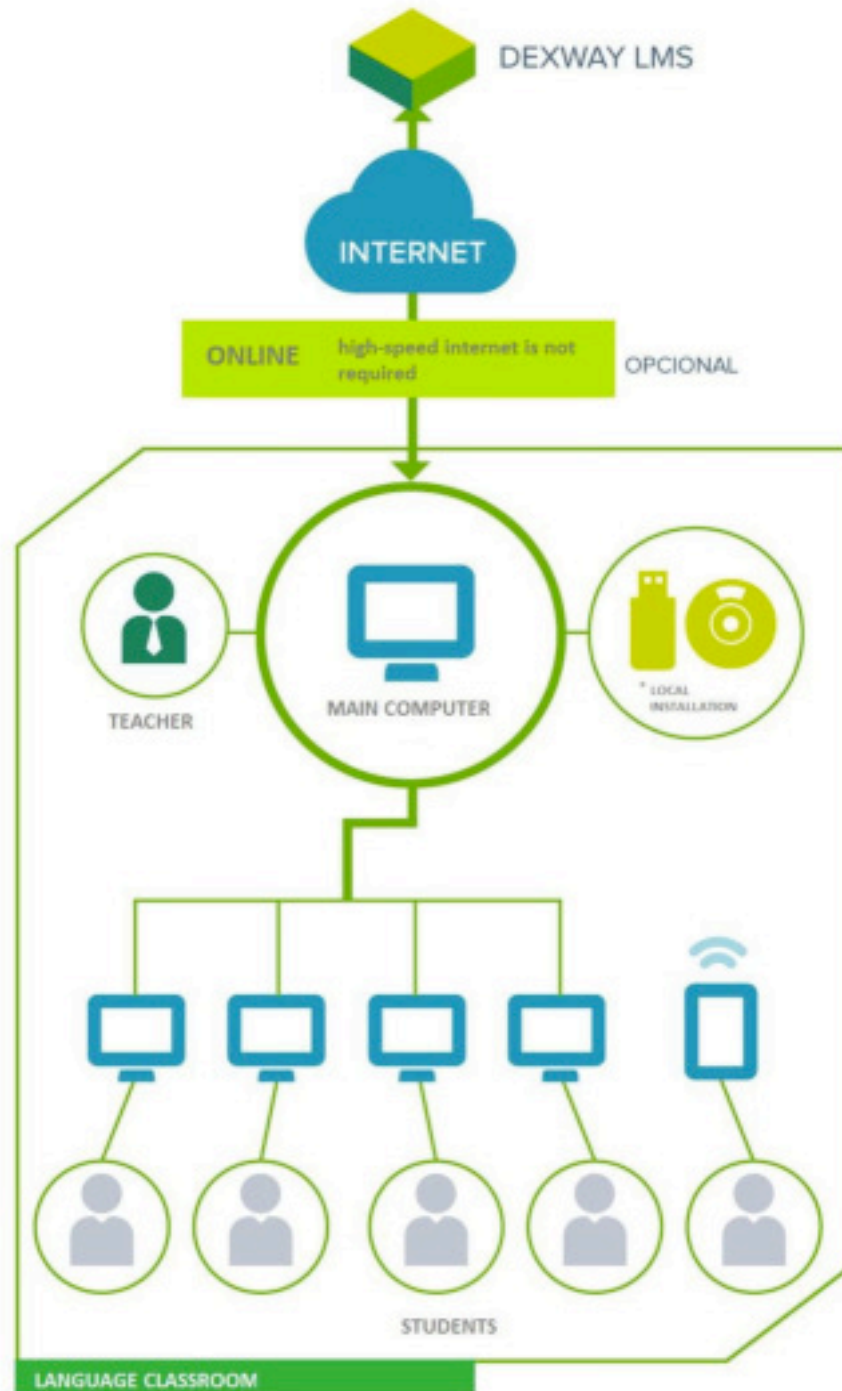 DEXWAY LMS
INTERNET
ONLINE
high-speed internet is not
required
OPCIONAL
TEACHER
MAIN COMPUTER
* LOCAL
INSTALLATION
STUDENTS
LANGUAGE CLASSROOM